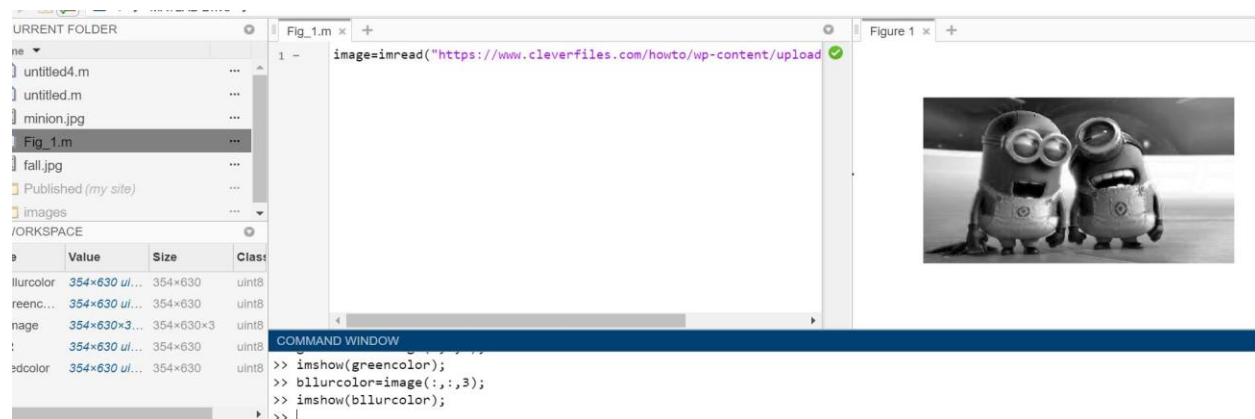 URRENT FOLDER
me
untitled4.m
untitled.m
minion.jpg
Fig_1.m
fall.jpg
Published (my site)
images
/ORKSPACE
e Value Size Class
llurcolor 354×630 ui... 354×630 uint8
reenc... 354×630 ui... 354×630 uint8
nage 354×630×3... 354×630×3 uint8
354×630 ui... 354×630 uint8
edcolor 354×630 ui... 354×630 uint8
Fig_1.m × +
1 - image=imread("https://www.cleverfiles.com/howto/wp-content/upload
Figure 1 × +
COMMAND WINDOW
>> imshow(greencolor);
>> bllurcolor=image(:,:,3);
>> imshow(bllurcolor);
>>